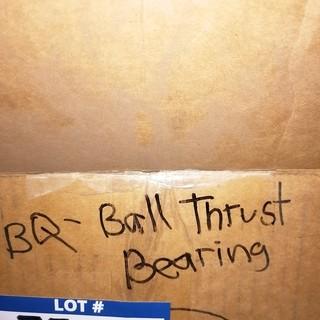 BQ- Ball Thrust
Bearing
LOT #